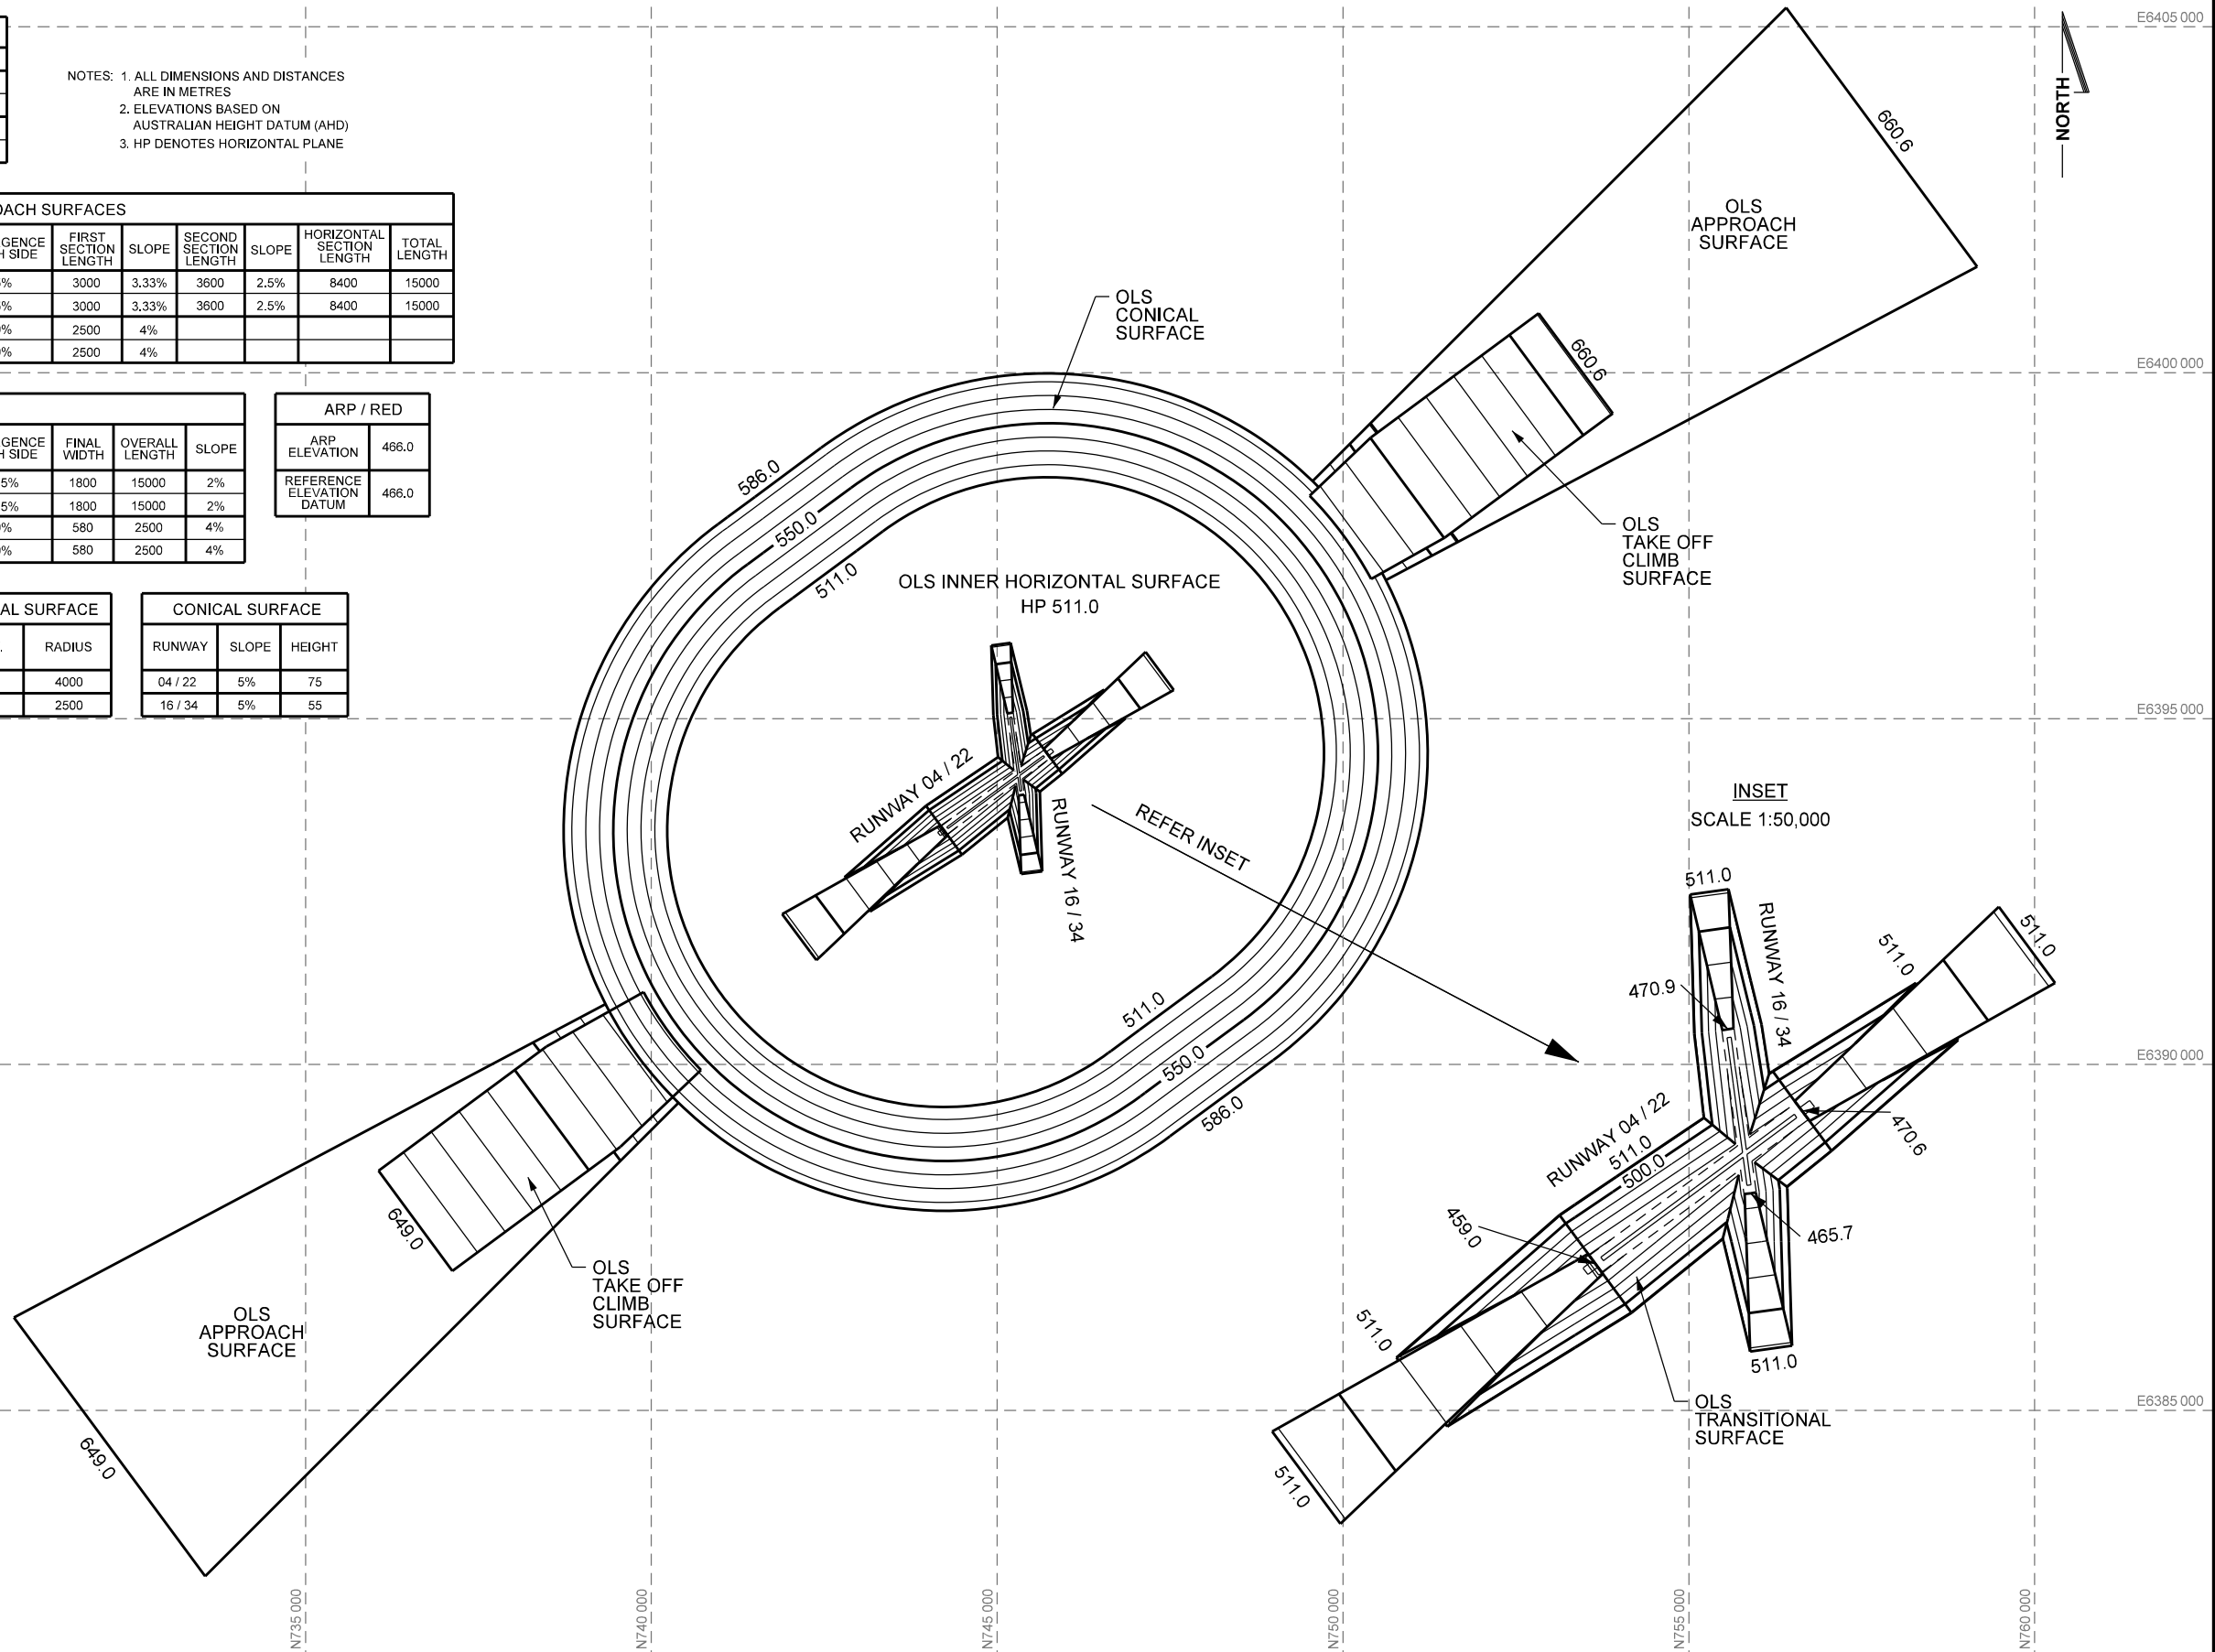 NOTES: 1. ALL DIMENSIONS AND DISTANCES
ARE IN METRES
2. ELEVATIONS BASED ON
AUSTRALIAN HEIGHT DATUM (AHD)
3. HP DENOTES HORIZONTAL PLANE
SURFACES
SIDE
FIRST
SECTION
LENGTH
SLOPE
SECOND
SECTION
LENGTH
SLOPE
HORIZONTAL
SECTION
LENGTH
TOTAL
LENGTH
% 3000 3.33% 3600 2.5% 8400 15000
% 3000 3.33% 3600 2.5% 8400 15000
% 2500 4%
% 2500 4%
SIDE
FINAL
WIDTH
OVERALL
LENGTH
SLOPE
5% 1800 15000 2%
5% 1800 15000 2%
% 580 2500 4%
% 580 2500 4%
ARP / RED
ARP
ELEVATION
466.0
REFERENCE
ELEVATION
DATUM
466.0
SURFACE
RADIUS
4000
2500
CONICAL SURFACE
RUNWAY SLOPE HEIGHT
04 / 22 5% 75
16 / 34 5% 55
OLS
CONICAL
SURFACE
586.0
550.0
511.0
OLS INNER HORIZONTAL SURFACE
HP 511.0
RUNWAY 04 / 22
RUNWAY 16 / 34
REFER INSET
511.0
550.0
586.0
660.6
OLS
APPROACH
SURFACE
660.6
OLS
TAKE OFF
CLIMB
SURFACE
NORTH
649.0
OLS
TAKE OFF
CLIMB
SURFACE
OLS
APPROACH
SURFACE
649.0
INSET
SCALE 1:50,000
511.0
RUNWAY 16 / 34
511.0
511.0
470.9
470.6
RUNWAY 04 / 22
511.0
500.0
459.0
465.7
511.0
511.0
511.0
OLS
TRANSITIONAL
SURFACE
E6405 000
E6400 000
E6395 000
E6390 000
E6385 000
N735 000
N740 000
N745 000
N750 000
N755 000
N760 000